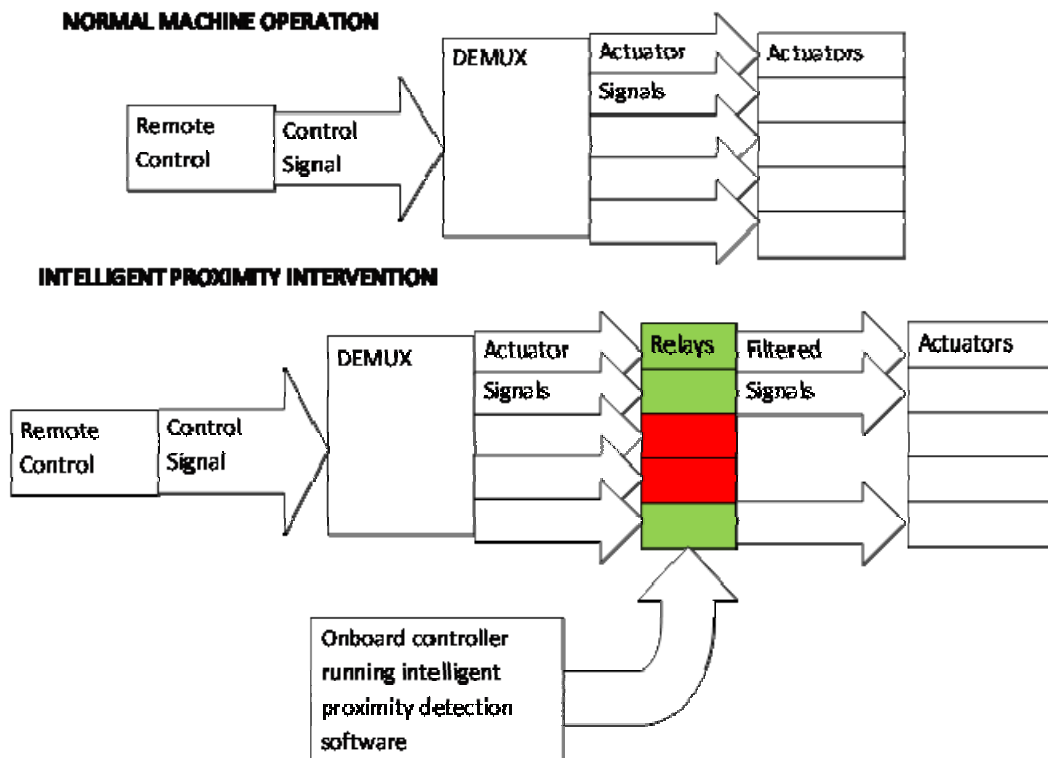 NORMAL MACHINE OPERATION
DEMUX
Actuator
Signals
Actuators
Remote
Control
Control
Signal
INTELLIGENT PROXIMITY INTERVENTION
DEMUX
Actuator
Signals
Relays
Filtered
Signals
Actuators
Remote
Control
Control
Signal
Onboard controller
running intelligent
proximity detection
software